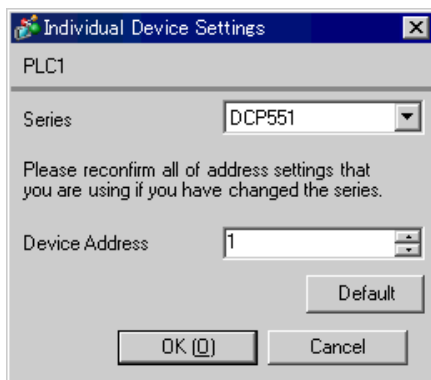 Individual Device Settings
PLC1
Series
DCP551
Please reconfirm all of address settings that
you are using if you have changed the series.
Device Address
1
Default
OK (O)
Cancel